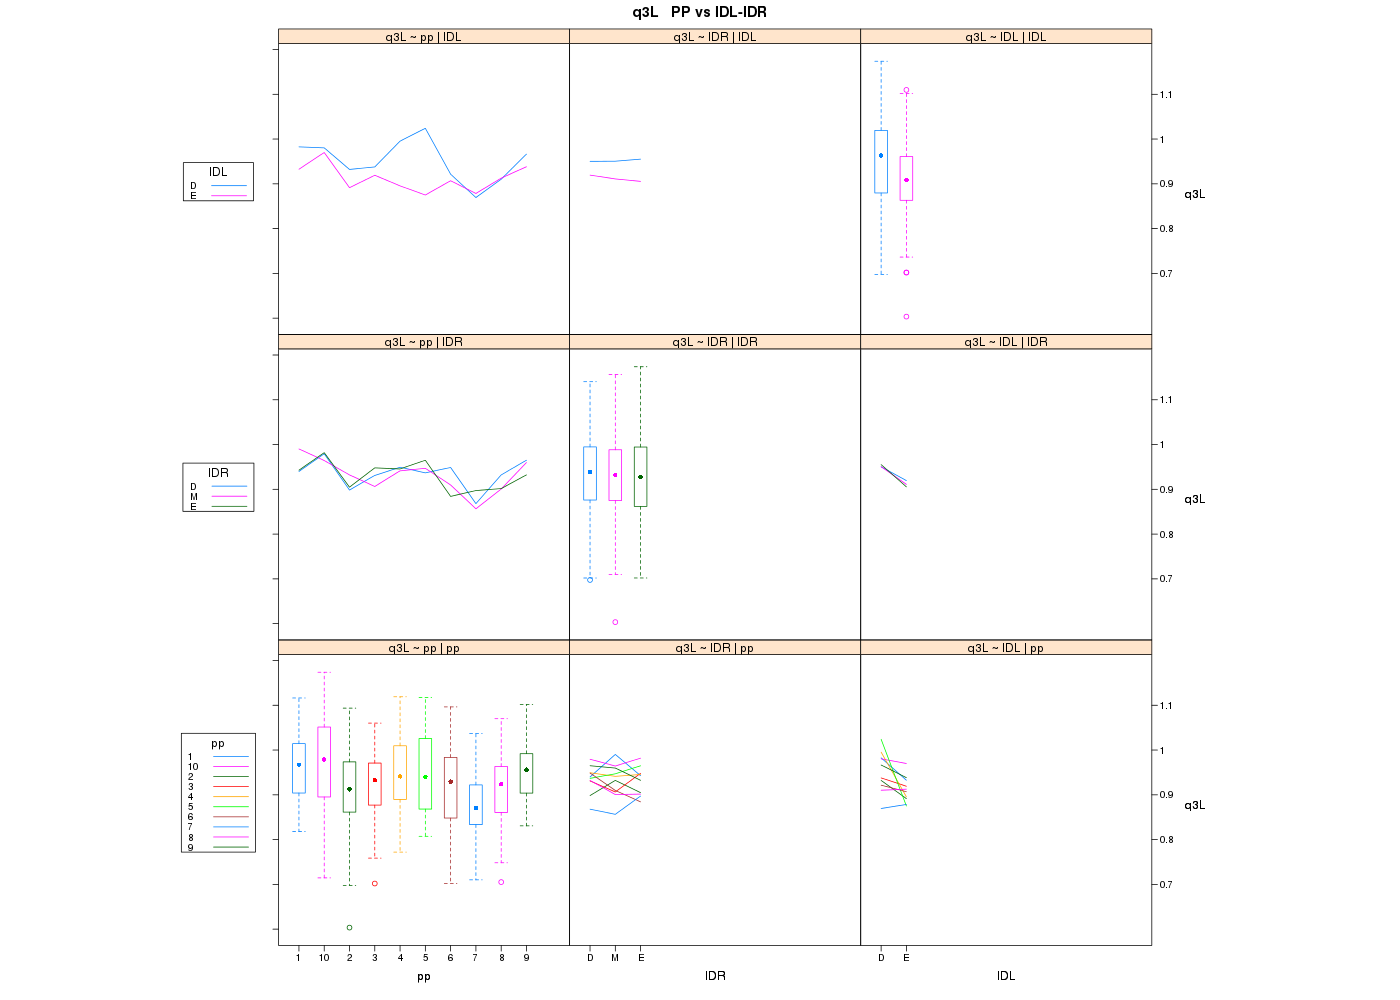 q3L PP vs IDL-IDR
q3L ~ pp | IDL
q3L ~ IDR | IDL
q3L ~ IDL | IDL
IDL
D
E
1.1
1
0.9
0.8
0.7
q3L
q3L ~ pp | IDR
q3L ~ IDR | IDR
q3L ~ IDL | IDR
IDR
D
M
E
1.1
1
0.9
0.8
0.7
q3L
q3L ~ pp | pp
q3L ~ IDR | pp
q3L ~ IDL | pp
pp
1
10
2
3
4
5
6
7
8
9
1.1
1
0.9
0.8
0.7
q3L
1 10 2 3 4 5 6 7 8 9
D M E
D E
pp
IDR
IDL